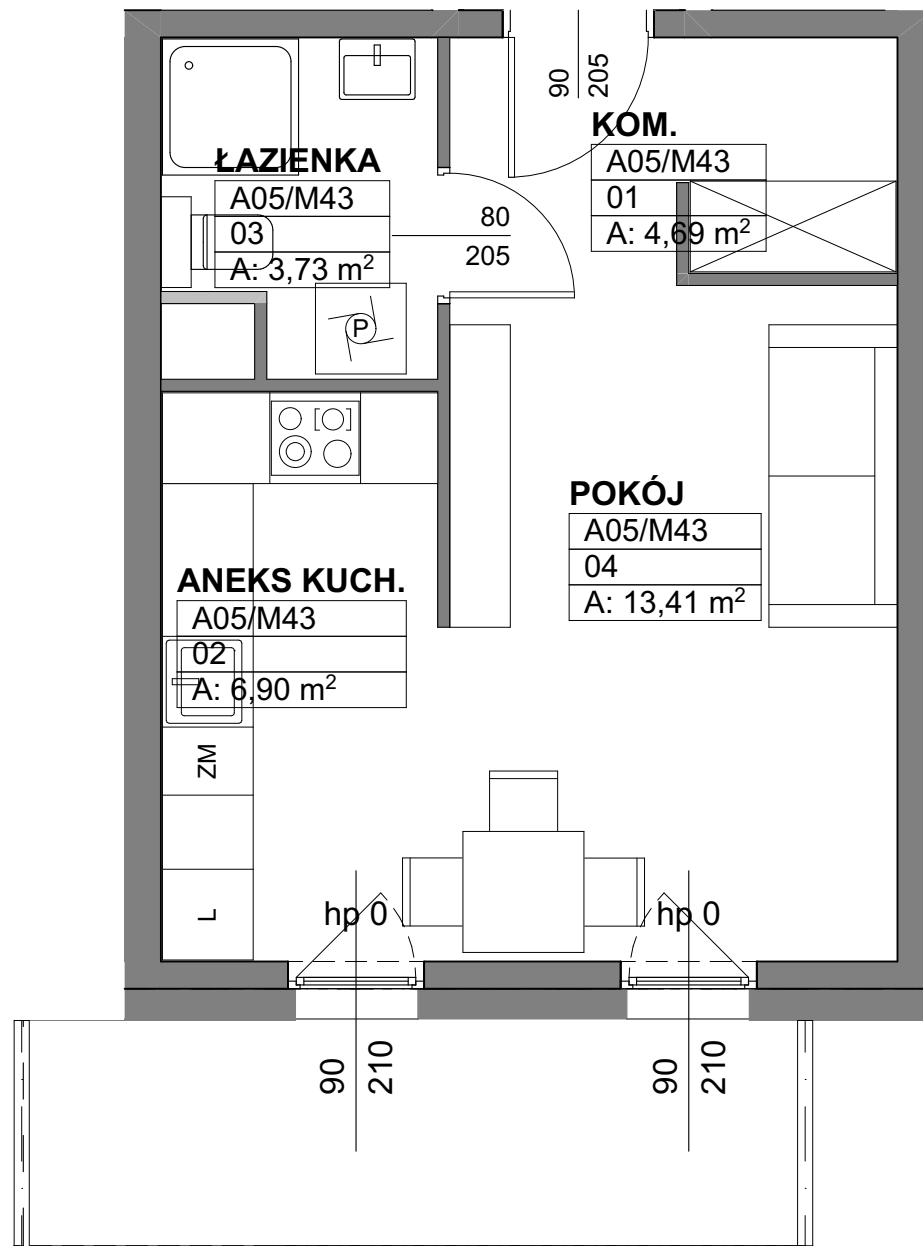 90
205
KOM.
A05/M43
01
A: 4,69 m²
ŁAZIENKA
A05/M43
03
A: 3,73 m²
80
205
P
POKÓJ
A05/M43
04
A: 13,41 m²
ANEKS KUCH.
A05/M43
02
A: 6,90 m²
ZM
L
hp 0
hp 0
90
210
90
210